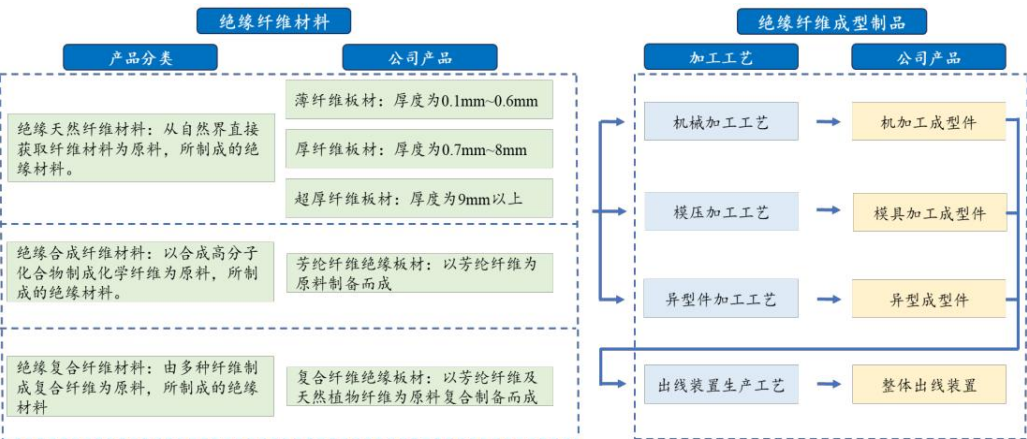 绝缘纤维材料
产品分类
公司产品
绝缘天然纤维材料：从自然界直接
获取纤维材料为原料，所制成的绝
缘材料。
薄纤维板材：厚度为0.1mm~0.6mm
厚纤维板材：厚度为0.7mm~8mm
超厚纤维板材：厚度为9mm以上
绝缘合成纤维材料：以合成高分子
化合物制成化学纤维为原料，所制
成的绝缘材料。
芳纶纤维绝缘板材：以芳纶纤维为
原料制备而成
绝缘复合纤维材料：由多种纤维制
成复合纤维为原料，所制成的绝缘
材料
复合纤维绝缘板材：以芳纶纤维及
天然植物纤维为原料复合制备而成
绝缘纤维成型制品
加工工艺
公司产品
机械加工工艺
机加工成型件
模压加工工艺
模具加工成型件
异型件加工工艺
异型成型件
出线装置生产工艺
整体出线装置